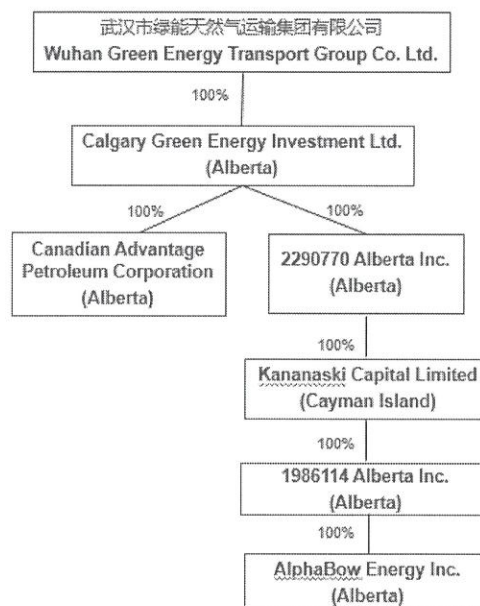 武汉市绿能天然气运输集团有限公司
Wuhan Green Energy Transport Group Co. Ltd.
100%
Calgary Green Energy Investment Ltd.
(Alberta)
100%
100%
Canadian Advantage
Petroleum Corporation
(Alberta)
2290770 Alberta Inc.
(Alberta)
100%
Kananaski Capital Limited
(Cayman Island)
100%
1986114 Alberta Inc.
(Alberta)
100%
AlphaBow Energy Inc.
(Alberta)